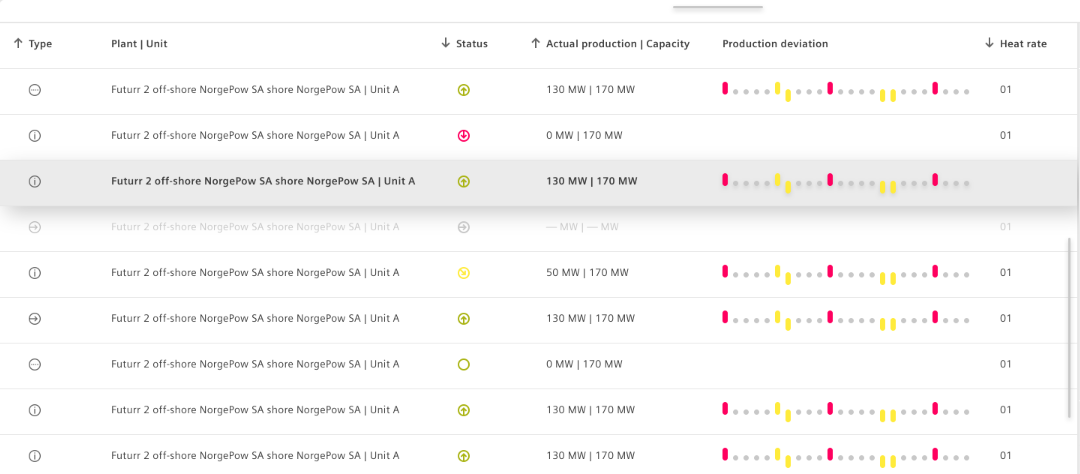 Type Plant | Unit Status Actual production | Capacity Production deviation Heat rate
Futurr 2 off-shore NorgePow SA shore NorgePow SA | Unit A 130 MW | 170 MW 01
Futurr 2 off-shore NorgePow SA shore NorgePow SA | Unit A 0 MW | 170 MW 01
Futurr 2 off-shore NorgePow SA shore NorgePow SA | Unit A 130 MW | 170 MW
Futurr 2 off-shore NorgePow SA shore NorgePow SA | Unit A — MW | — MW 01
Futurr 2 off-shore NorgePow SA shore NorgePow SA | Unit A 50 MW | 170 MW 01
Futurr 2 off-shore NorgePow SA shore NorgePow SA | Unit A 130 MW | 170 MW 01
Futurr 2 off-shore NorgePow SA shore NorgePow SA | Unit A 0 MW | 170 MW 01
Futurr 2 off-shore NorgePow SA shore NorgePow SA | Unit A 130 MW | 170 MW 01
Futurr 2 off-shore NorgePow SA shore NorgePow SA | Unit A 130 MW | 170 MW 01